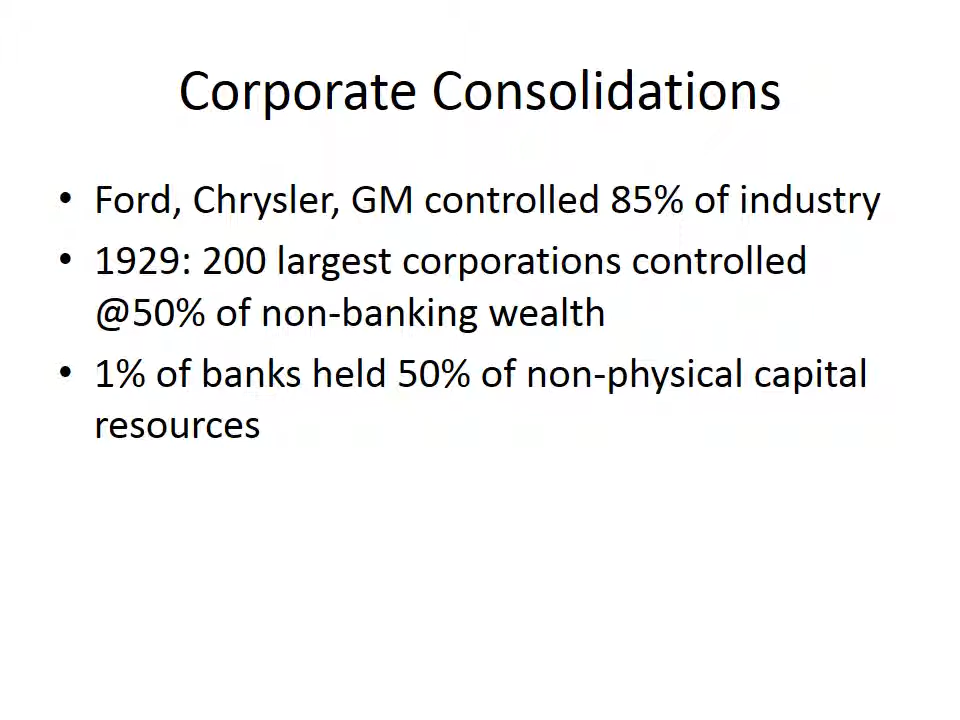 Corporate Consolidations
• Ford, Chrysler, GM controlled 85% of industry
• 1929: 200 largest corporations controlled
@50% of non-banking wealth
• 1% of banks held 50% of non-physical capital
resources